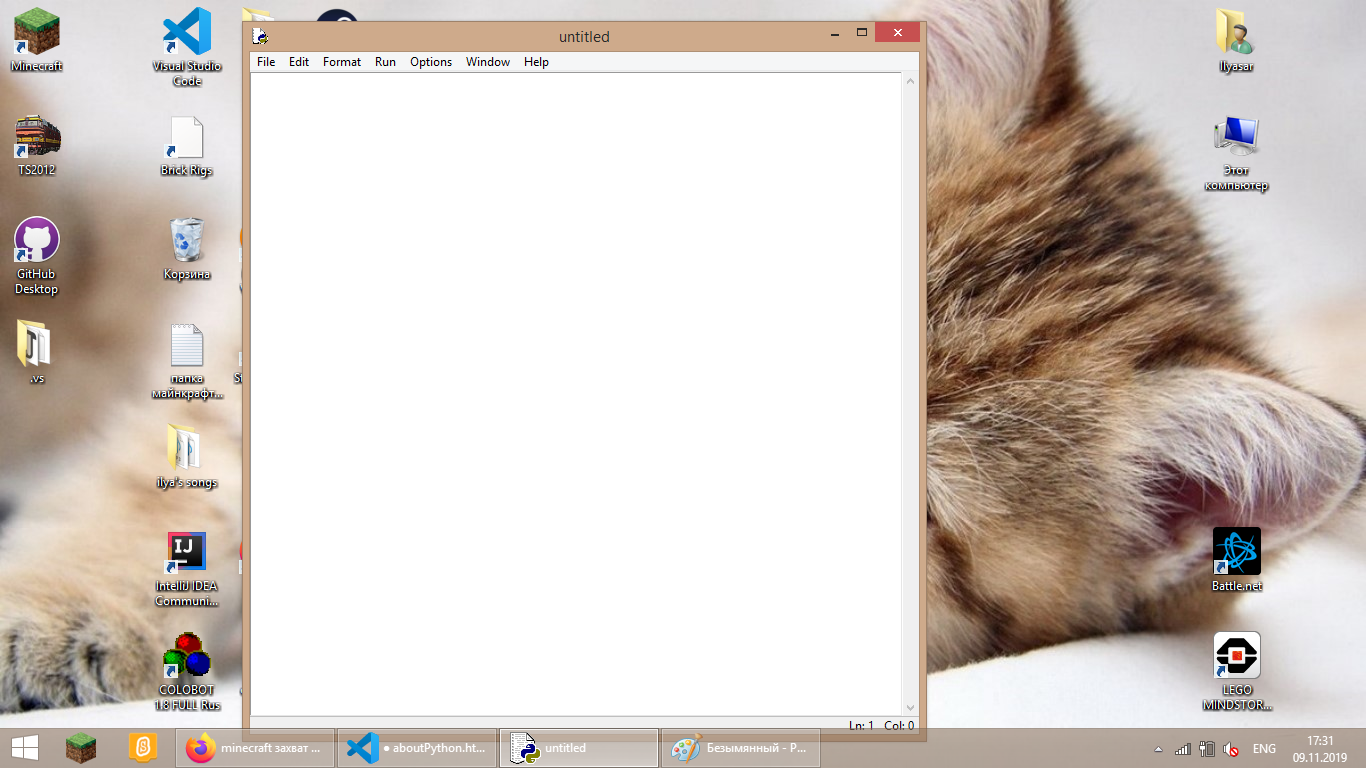 Minecraft
TS2012
GitHub
Desktop
.vs
Visual Studio
Code
Brick Rigs
Корзина
папка
майнкрафт...
ilya's songs
IJ
IntelliJ IDEA
Communi...
COLOBOT
1.8 FULL Rus
untitled
File Edit Format Run Options Window Help
Ln: 1 Col: 0
Ilyasar
Этот
компьютер
Battle.net
LEGO
MINDSTOR...
minecraft захват ...
● aboutPython.ht...
untitled
Безымянный - P...
ENG
17:31
09.11.2019